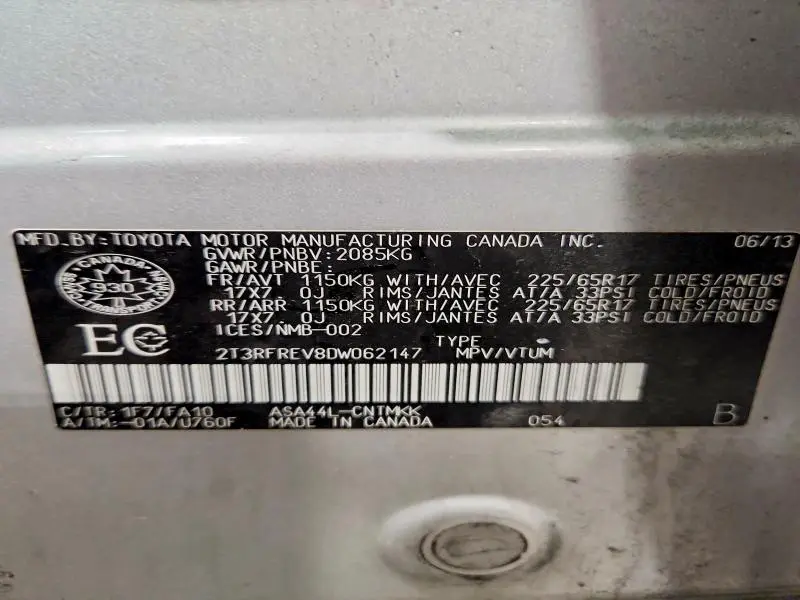 MFD.BY:TOYOTA MOTOR MANUFACTURING CANADA INC. 06/13
GVWR/PNBV:2085KG
GAWR/PNBE:
FR/AVT 1150KG WITH/AVEC 225/65R17 TIRES/PNEUS
17X7.0J RIMS/JANTES AT/A 33PSI COLD/FROID
RR/ARR 1150KG WITH/AVEC 225/65R17 TIRES/PNEUS
17X7.0J RIMS/JANTES AT/A 33PSI COLD/FROID
ICES/NMB-002
CANADA
930
TRANSPORT
EC
TYPE
2T3RFREV8DW062147 MPV/VTUM
C/TR:1F7/FA10 ASA44L-CNTMKK
A/TM:-01A/U760F MADE IN CANADA 054 B